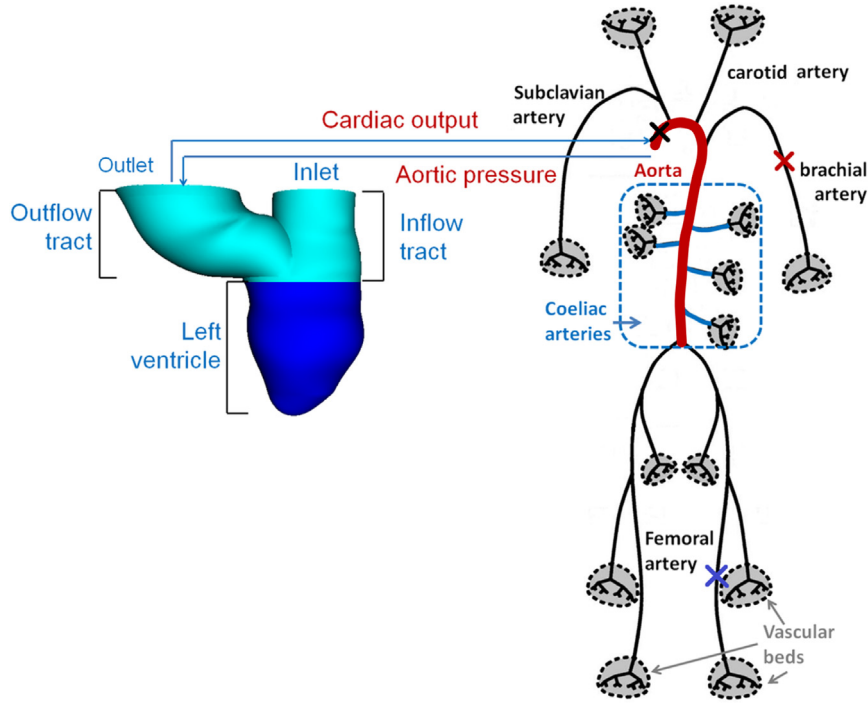 carotid artery
Subclavian
artery
Cardiac output
Outlet
Inlet
Aortic pressure
Aorta
brachial
artery
Outflow
tract
Inflow
tract
Left
ventricle
Coeliac
arteries
Femoral
artery
Vascular
beds